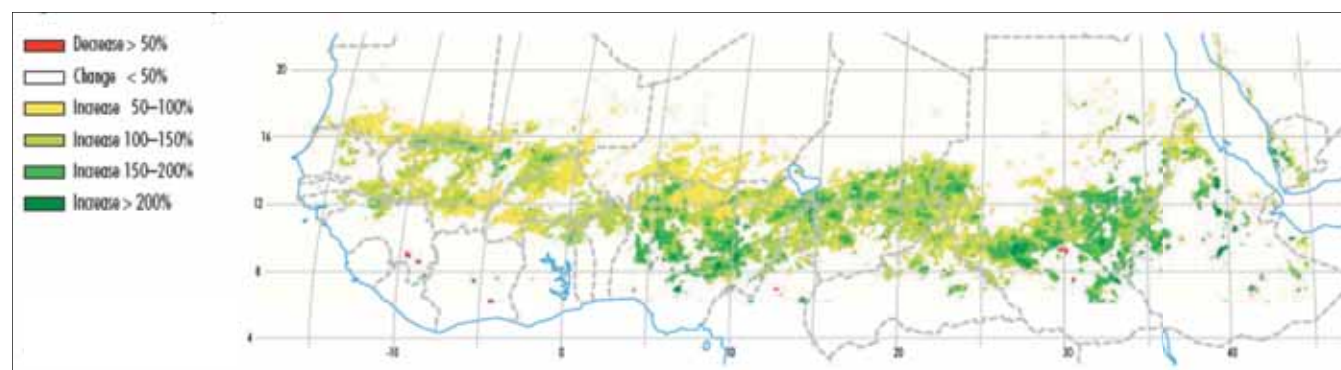 Decrease > 50%
Change < 50%
Increase 50–100%
Increase 100–150%
Increase 150–200%
Increase > 200%
20
16
12
8
4
-10
0
10
20
30
40